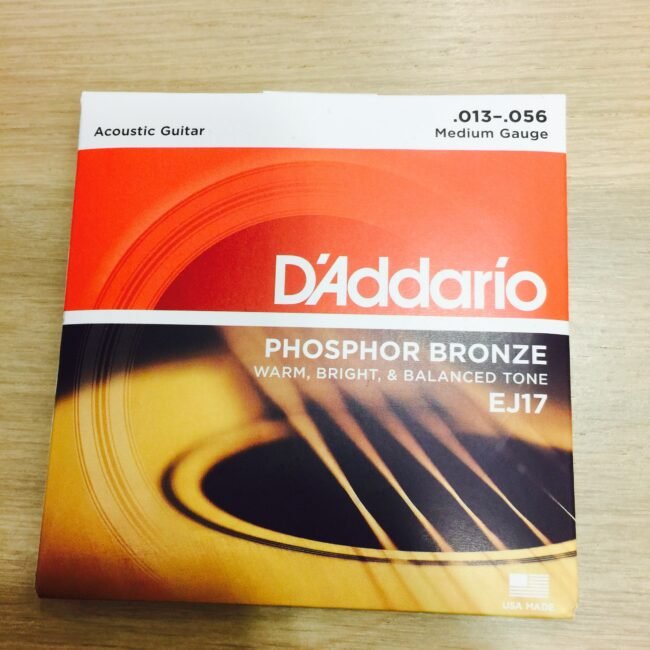 Acoustic Guitar
.013–.056
Medium Gauge
D'Addario
PHOSPHOR BRONZE
WARM, BRIGHT, & BALANCED TONE
EJ17
USA MADE